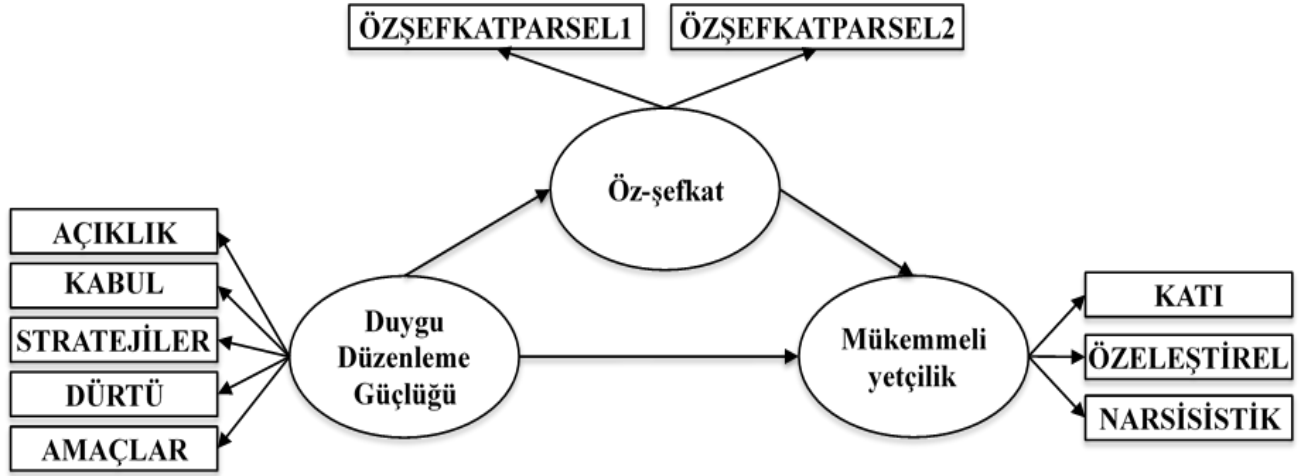 ÖZŞEFKATPARSEL1
ÖZŞEFKATPARSEL2
Öz-şefkat
AÇIKLIK
KABUL
STRATEJİLER
DÜRTÜ
AMAÇLAR
Duygu
Düzenleme
Güçlüğü
Mükemmeli
yetçilik
KATI
ÖZELEŞTİREL
NARSİSİSTİK